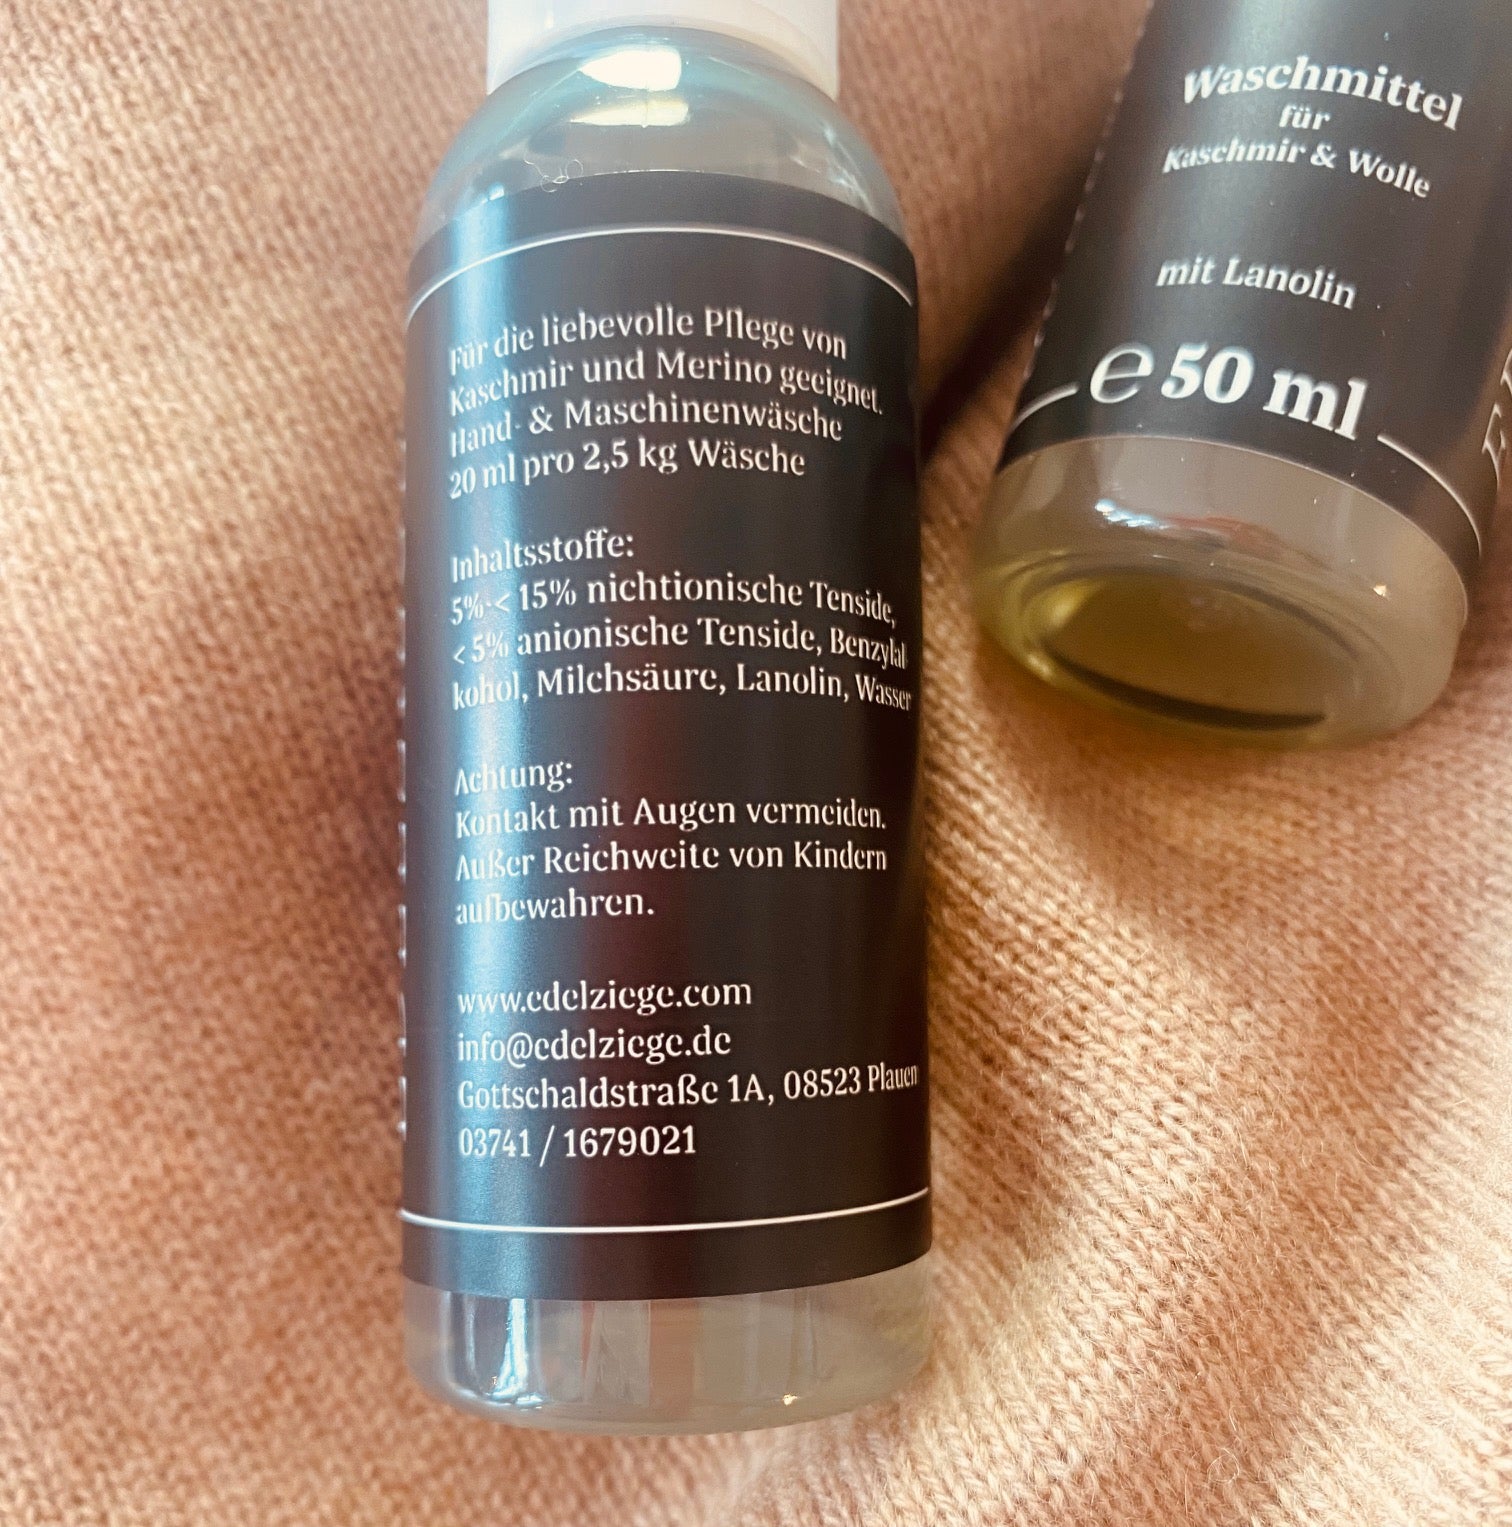 Für die liebevolle Pflege von
Kaschmir und Merino geeignet.
Hand- & Maschinenwäsche
20 ml pro 2,5 kg Wäsche
Inhaltsstoffe:
5%-< 15% nichtionische Tenside,
< 5% anionische Tenside, Benzylal-
kohol, Milchsäure, Lanolin, Wasser
Achtung:
Kontakt mit Augen vermeiden.
Außer Reichweite von Kindern
aufbewahren.
www.edelziege.com
info@edelziege.de
Gottschaldstraße 1A, 08523 Plauen
03741 / 1679021
Waschmittel
für
Kaschmir & Wolle
mit Lanolin
℮ 50 ml